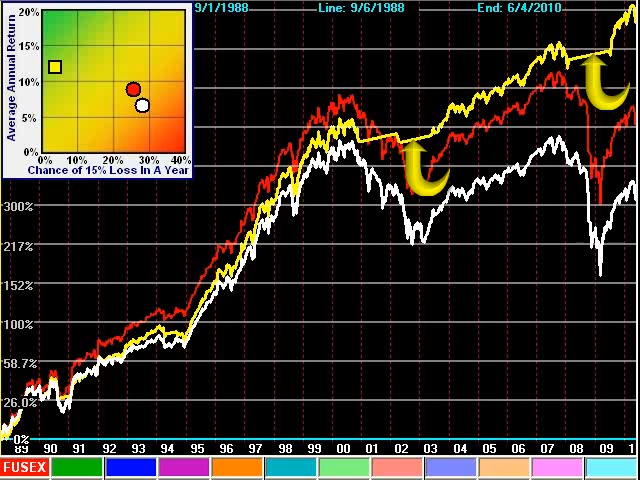 9/1/1988 Line: 9/6/1988 End: 6/4/2010
Average Annual Return
20%
15%
10%
5%
0%
0% 10% 20% 30% 40%
Chance of 15% Loss In A Year
300%
217%
152%
100%
58.7%
26.0%
0%
89 90 91 92 93 94 95 96 97 98 99 00 01 02 03 04 05 06 07 08 09 1
FUSEX